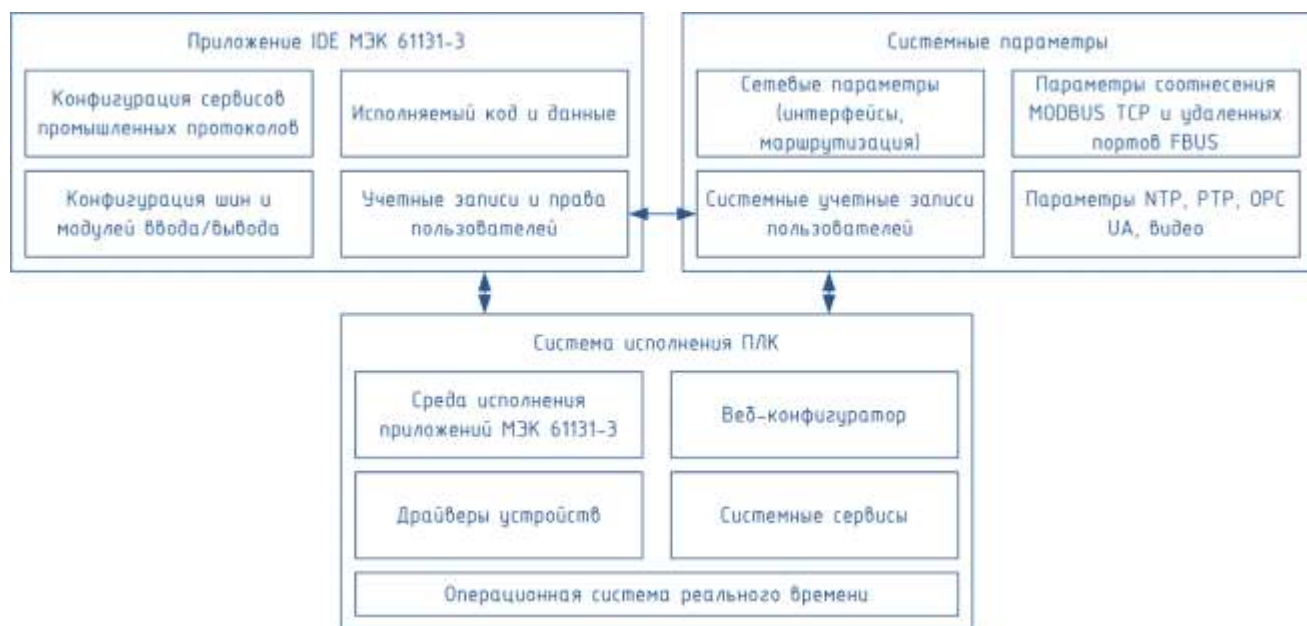 Приложение IDE МЭК 61131-3
Конфигурация сервисов
промышленных протоколов
Исполняемый код и данные
Конфигурация шин и
модулей ввода/вывода
Учетные записи и права
пользователей
Системные параметры
Сетевые параметры
(интерфейсы,
маршрутизация)
Параметры соотнесения
MODBUS TCP и удаленных
портов FBUS
Системные учетные записи
пользователей
Параметры NTP, PTP, OPC
UA, видео
Система исполнения ПЛК
Среда исполнения
приложений МЭК 61131-3
Веб-конфигуратор
Драйверы устройств
Системные сервисы
Операционная система реального времени